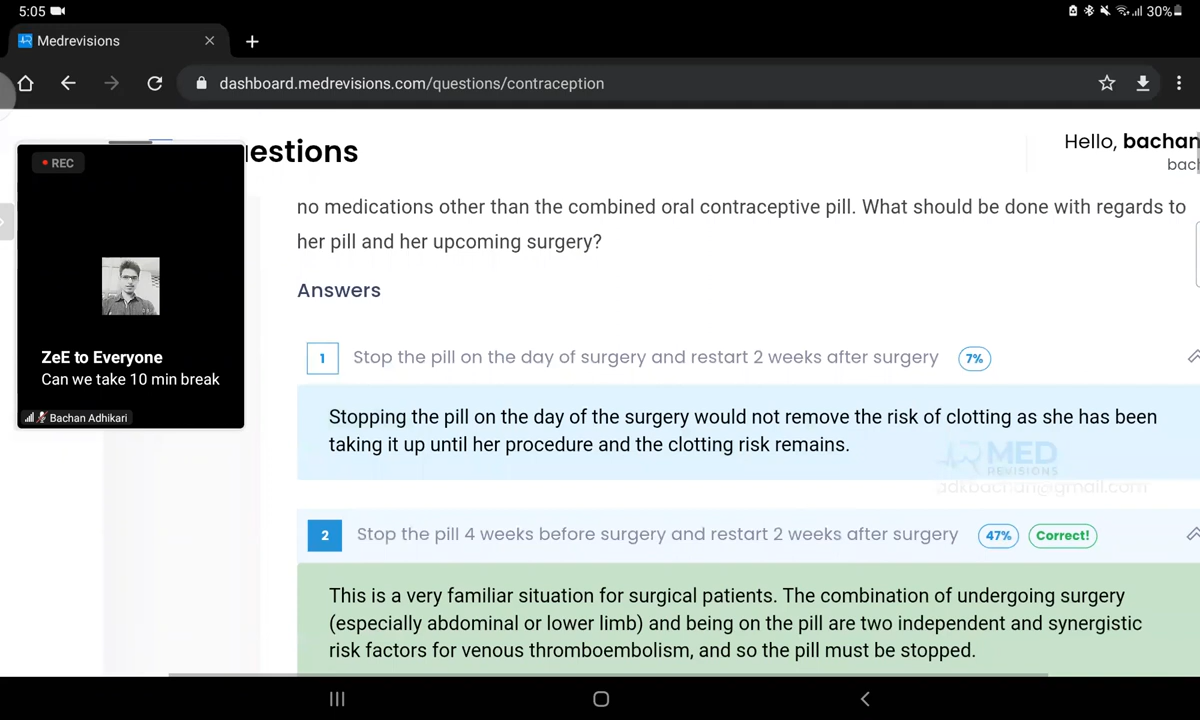 5:05
30%
Medrevisions
dashboard.medrevisions.com/questions/contraception
estions
Hello, bachan
bach
REC
no medications other than the combined oral contraceptive pill. What should be done with regards to
her pill and her upcoming surgery?
Answers
1 Stop the pill on the day of surgery and restart 2 weeks after surgery 7%
Stopping the pill on the day of the surgery would not remove the risk of clotting as she has been
taking it up until her procedure and the clotting risk remains.
MED
REVISIONS
adkbachan@gmail.com
ZeE to Everyone
Can we take 10 min break
Bachan Adhikari
2 Stop the pill 4 weeks before surgery and restart 2 weeks after surgery 47% Correct!
This is a very familiar situation for surgical patients. The combination of undergoing surgery
(especially abdominal or lower limb) and being on the pill are two independent and synergistic
risk factors for venous thromboembolism, and so the pill must be stopped.